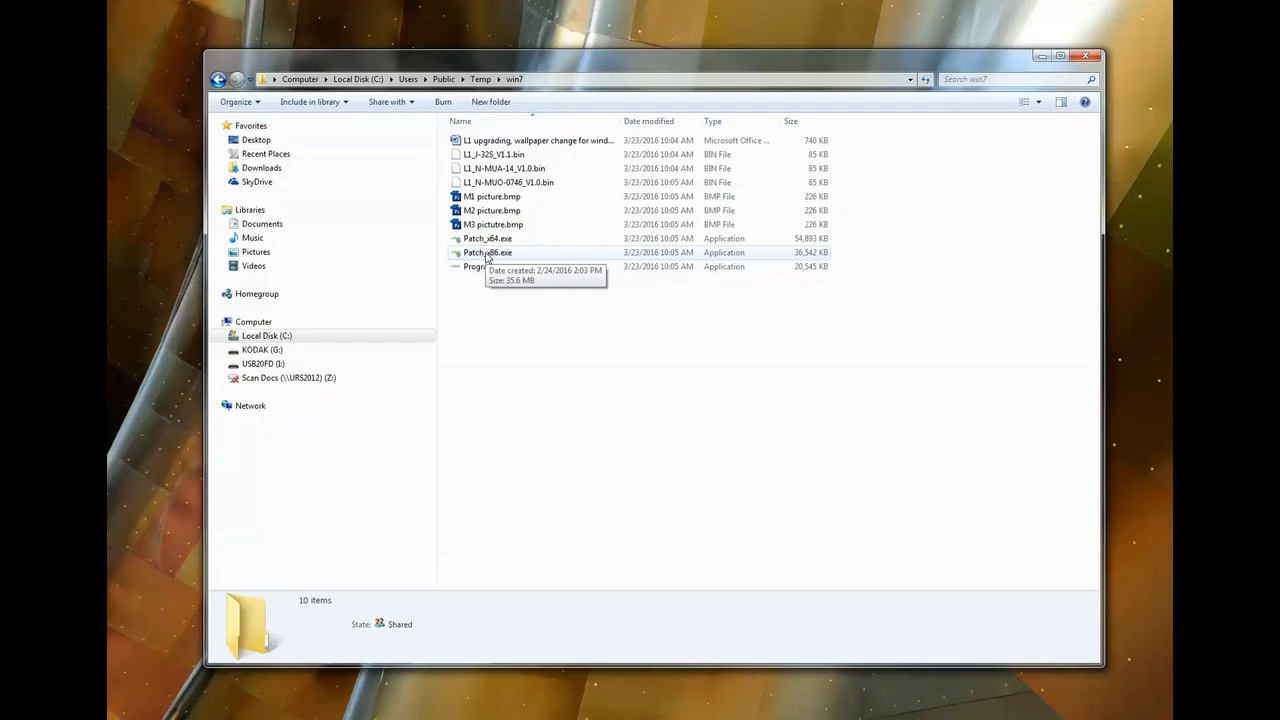 Computer Local Disk (C:) Users Public Temp win7
Search win7
Organize Include in library Share with Burn New folder
Favorites
Desktop
Recent Places
Downloads
SkyDrive
Libraries
Documents
Music
Pictures
Videos
Homegroup
Computer
Local Disk (C:)
KODAK (G:)
USB20FD (I:)
Scan Docs (\\URS2012) (Z:)
Network
Name Date modified Type Size
L1 upgrading, wallpaper change for wind... 3/23/2016 10:04 AM Microsoft Office ... 740 KB
L1_J-32S_V1.1.bin 3/23/2016 10:04 AM BIN File 85 KB
L1_N-MUA-14_V1.0.bin 3/23/2016 10:04 AM BIN File 85 KB
L1_N-MUO-0746_V1.0.bin 3/23/2016 10:05 AM BIN File 85 KB
M1 picture.bmp 3/23/2016 10:05 AM BMP File 226 KB
M2 picture.bmp 3/23/2016 10:05 AM BMP File 226 KB
M3 pictutre.bmp 3/23/2016 10:05 AM BMP File 226 KB
Patch_x64.exe 3/23/2016 10:05 AM Application 54,893 KB
Patch_x86.exe 3/23/2016 10:05 AM Application 36,542 KB
3/23/2016 10:05 AM Application 20,545 KB
Date created: 2/24/2016 2:03 PM
Size: 35.6 MB
10 items
State: Shared